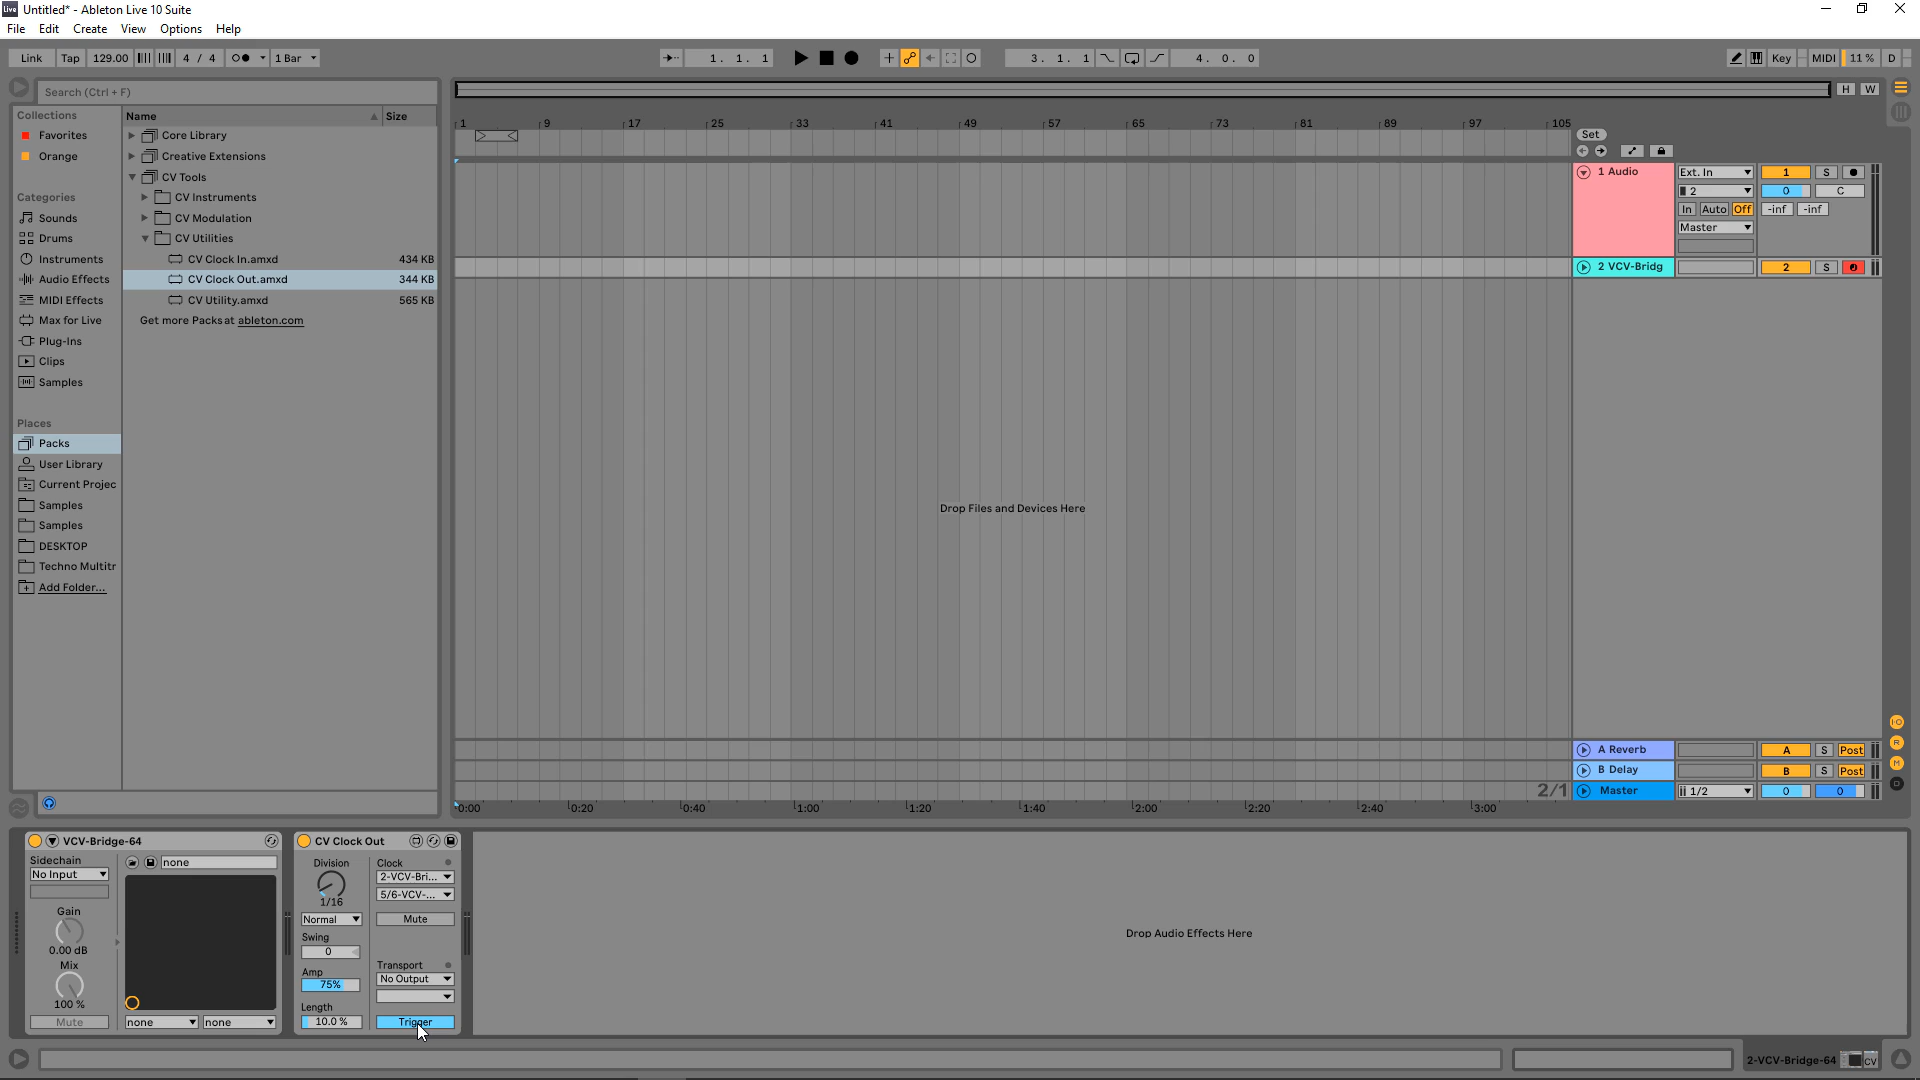 Untitled* - Ableton Live 10 Suite
File Edit Create View Options Help
Link Tap 129.00 4 / 4 1 Bar 1. 1. 1 3. 1. 1 4. 0. 0 Key MIDI 11 % D
Search (Ctrl + F)
H W
Collections
Favorites
Orange
Categories
Sounds
Drums
Instruments
Audio Effects
MIDI Effects
Max for Live
Plug-Ins
Clips
Samples
Places
Packs
User Library
Current Projec
Samples
Samples
DESKTOP
Techno Multitr
Add Folder...
Name Size
Core Library
Creative Extensions
CV Tools
CV Instruments
CV Modulation
CV Utilities
CV Clock In.amxd 434 KB
CV Clock Out.amxd 344 KB
CV Utility.amxd 565 KB
Get more Packs at ableton.com
1 9 17 25 33 41 49 57 65 73 81 89 97 105
Set
1 Audio Ext. In 1 S
2 0 C
In Auto Off -inf -inf
Master
2 VCV-Bridg 2 S
Drop Files and Devices Here
A Reverb A S Post
B Delay B S Post
2/1 Master 1/2 0 0
0:00 0:20 0:40 1:00 1:20 1:40 2:00 2:20 2:40 3:00
VCV-Bridge-64
Sidechain
No Input
Gain
0.00 dB
Mix
100 %
Mute
none
none none
CV Clock Out
Division
1/16
Normal
Swing
0
Amp
75%
Length
10.0 %
Clock
2-VCV-Bri...
5/6-VCV-...
Mute
Transport
No Output
Trigger
Drop Audio Effects Here
2-VCV-Bridge-64 CV